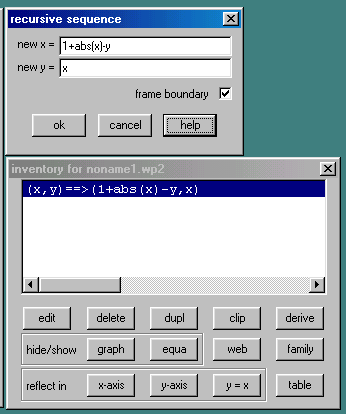 recursive sequence
new x = 1+abs(x)-y
new y = x
frame boundary
ok cancel help
inventory for noname1.wp2
(x,y)==>(1+abs(x)-y,x)
edit delete dupl clip derive
hide/show graph equa web family
reflect in x-axis y-axis y = x table